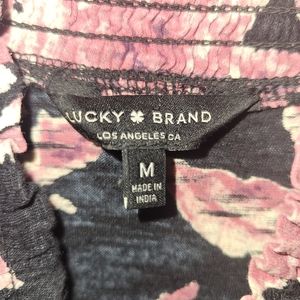 LUCKY BRAND
LOS ANGELES CA
M
MADE IN
INDIA